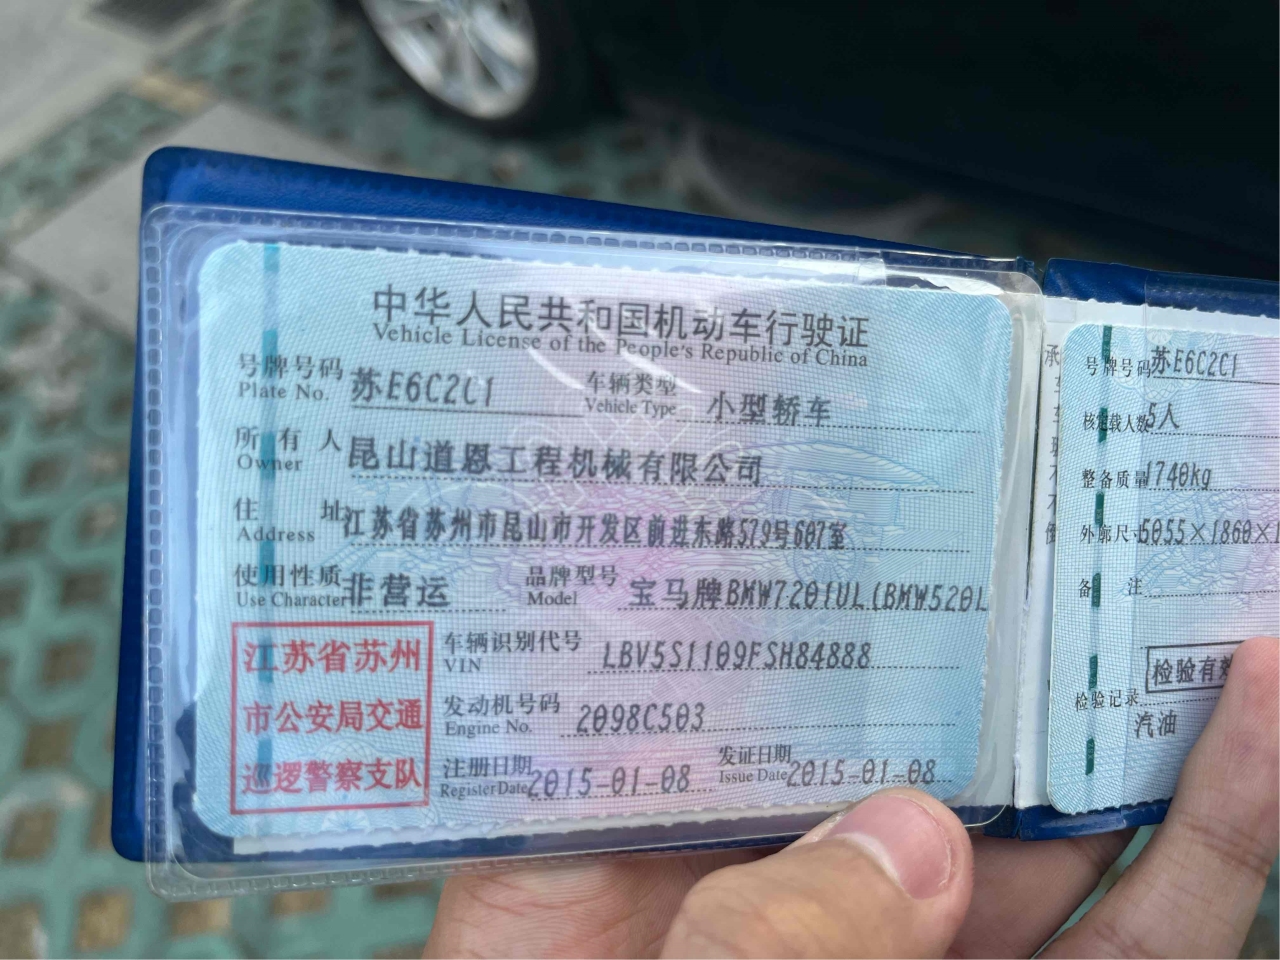 中华人民共和国机动车行驶证
Vehicle License of the People's Republic of China
号牌号码 苏E6C2C1 车辆类型 小型轿车
Plate No. Vehicle Type
所有人 昆山道恩工程机械有限公司
Owner
住址 江苏省苏州市昆山市开发区前进东路579号607室
Address
使用性质 非营运 品牌型号 宝马牌BMW7201UL(BMW520L
Use Character Model
江苏省苏州
市公安局交通
巡逻警察支队
车辆识别代号 LBV5S1109FSH84888
VIN
发动机号码 2098C503
Engine No.
注册日期 2015-01-08 发证日期 2015-01-08
Register Date Issue Date
号牌号码 苏E6C2C1
核定载人数 5人
整备质量 1740kg
外廓尺寸 5055×1860×1
备注
检验有效
检验记录
汽油